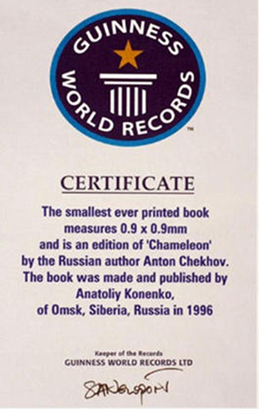 GUINNESS
WORLD RECORDS
TM
CERTIFICATE
The smallest ever printed book
measures 0.9 x 0.9mm
and is an edition of 'Chameleon'
by the Russian author Anton Chekhov.
The book was made and published by
Anatoliy Konenko,
of Omsk, Siberia, Russia in 1996
Keeper of the Records
GUINNESS WORLD RECORDS LTD